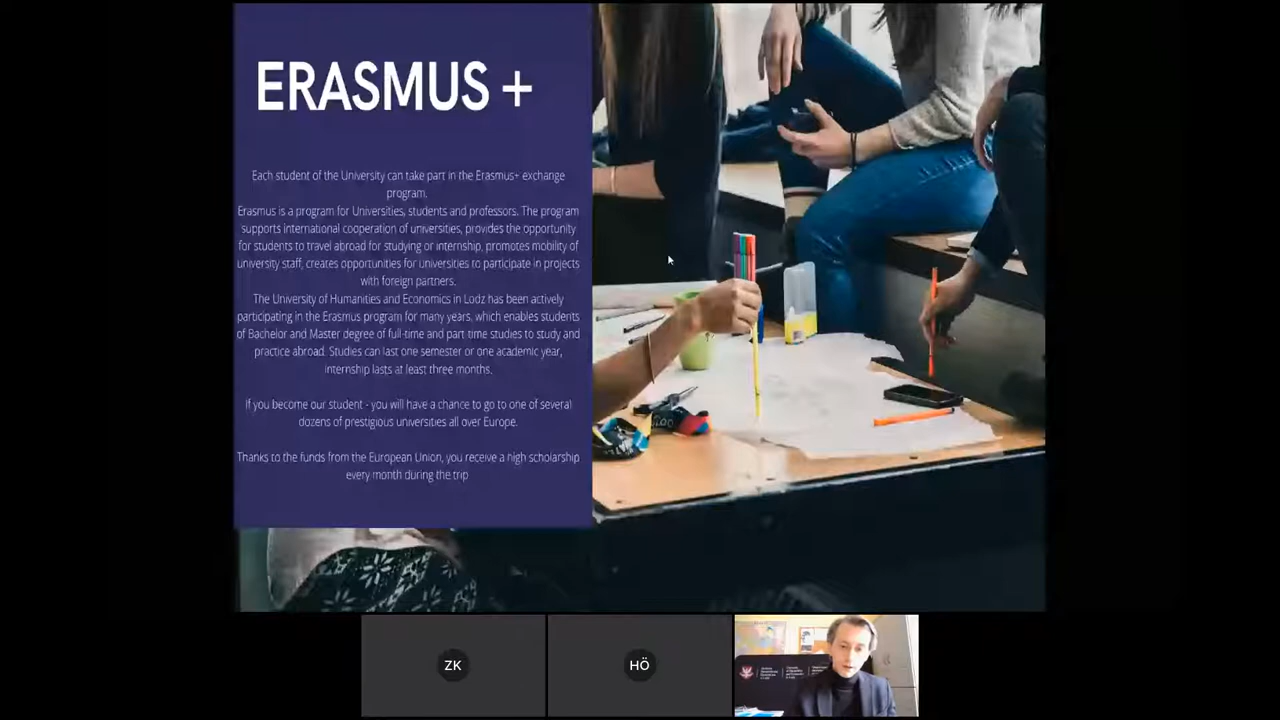 ERASMUS +
Each student of the University can take part in the Erasmus+ exchange
program.
Erasmus is a program for Universities, students and professors. The program
supports international cooperation of universities, provides the opportunity
for students to travel abroad for studying or internship, promotes mobility of
university staff, creates opportunities for universities to participate in projects
with foreign partners.
The University of Humanities and Economics in Lodz has been actively
participating in the Erasmus program for many years, which enables students
of Bachelor and Master degree of full-time and part-time studies to study and
practice abroad. Studies can last one semester or one academic year,
internship lasts at least three months.
If you become our student - you will have a chance to go to one of several
dozens of prestigious universities all over Europe.
Thanks to the funds from the European Union, you receive a high scholarship
every month during the trip
ZK
HÖ